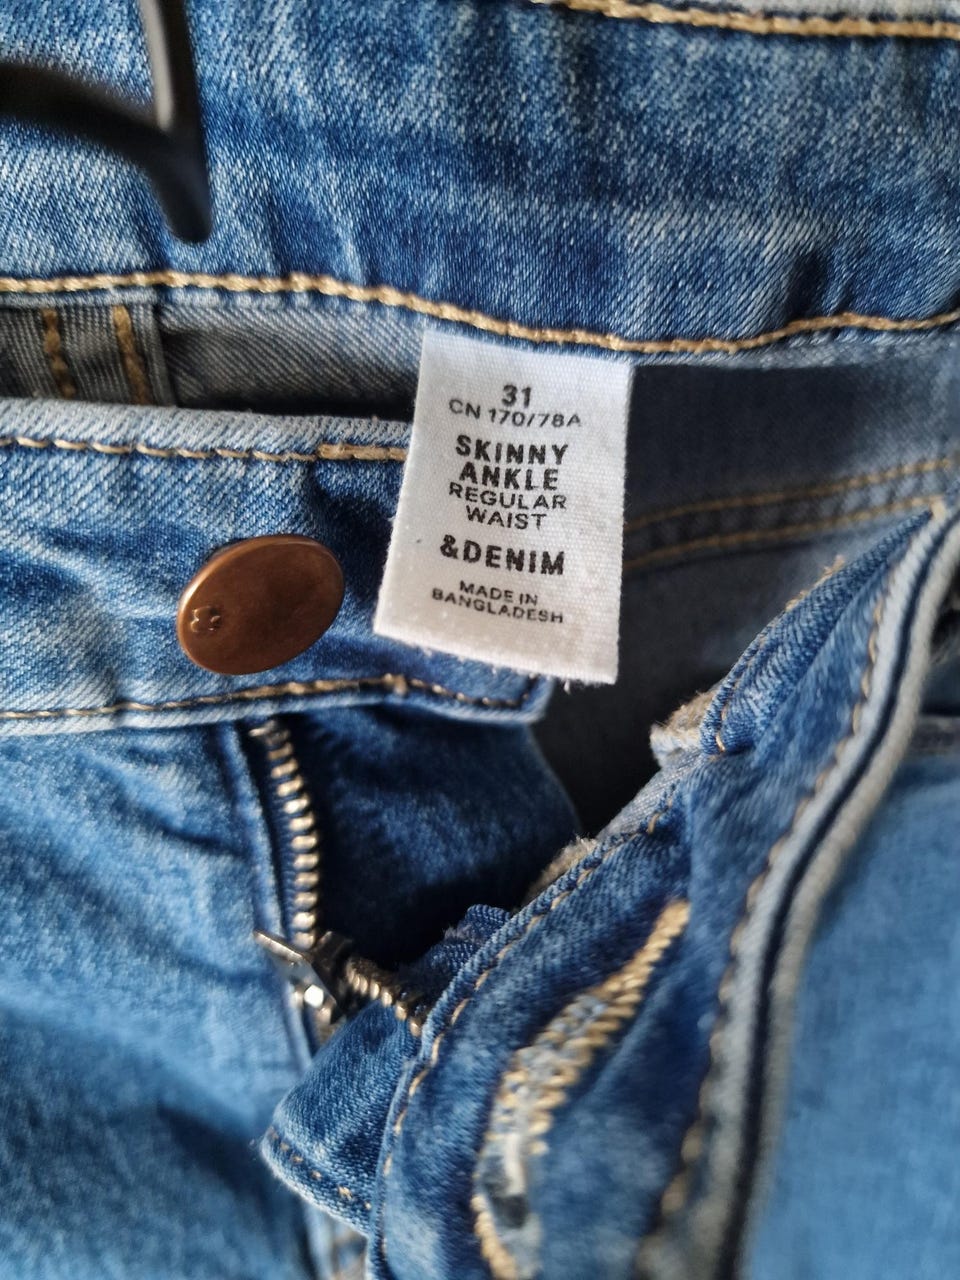 31
CN 170/78A
SKINNY
ANKLE
REGULAR
WAIST
&DENIM
MADE IN
BANGLADESH